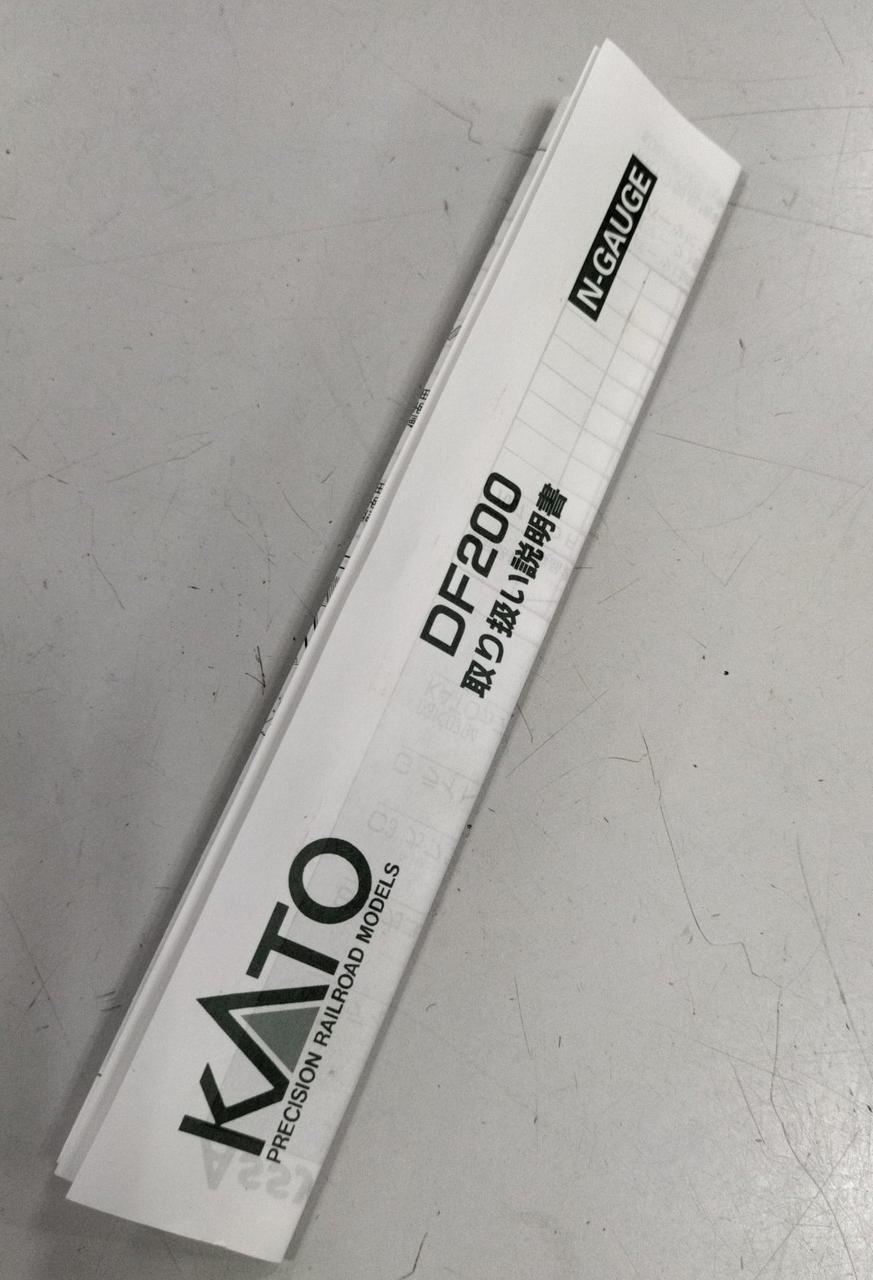 KATO
PRECISION RAILROAD MODELS
DF200
取り扱い説明書
N-GAUGE